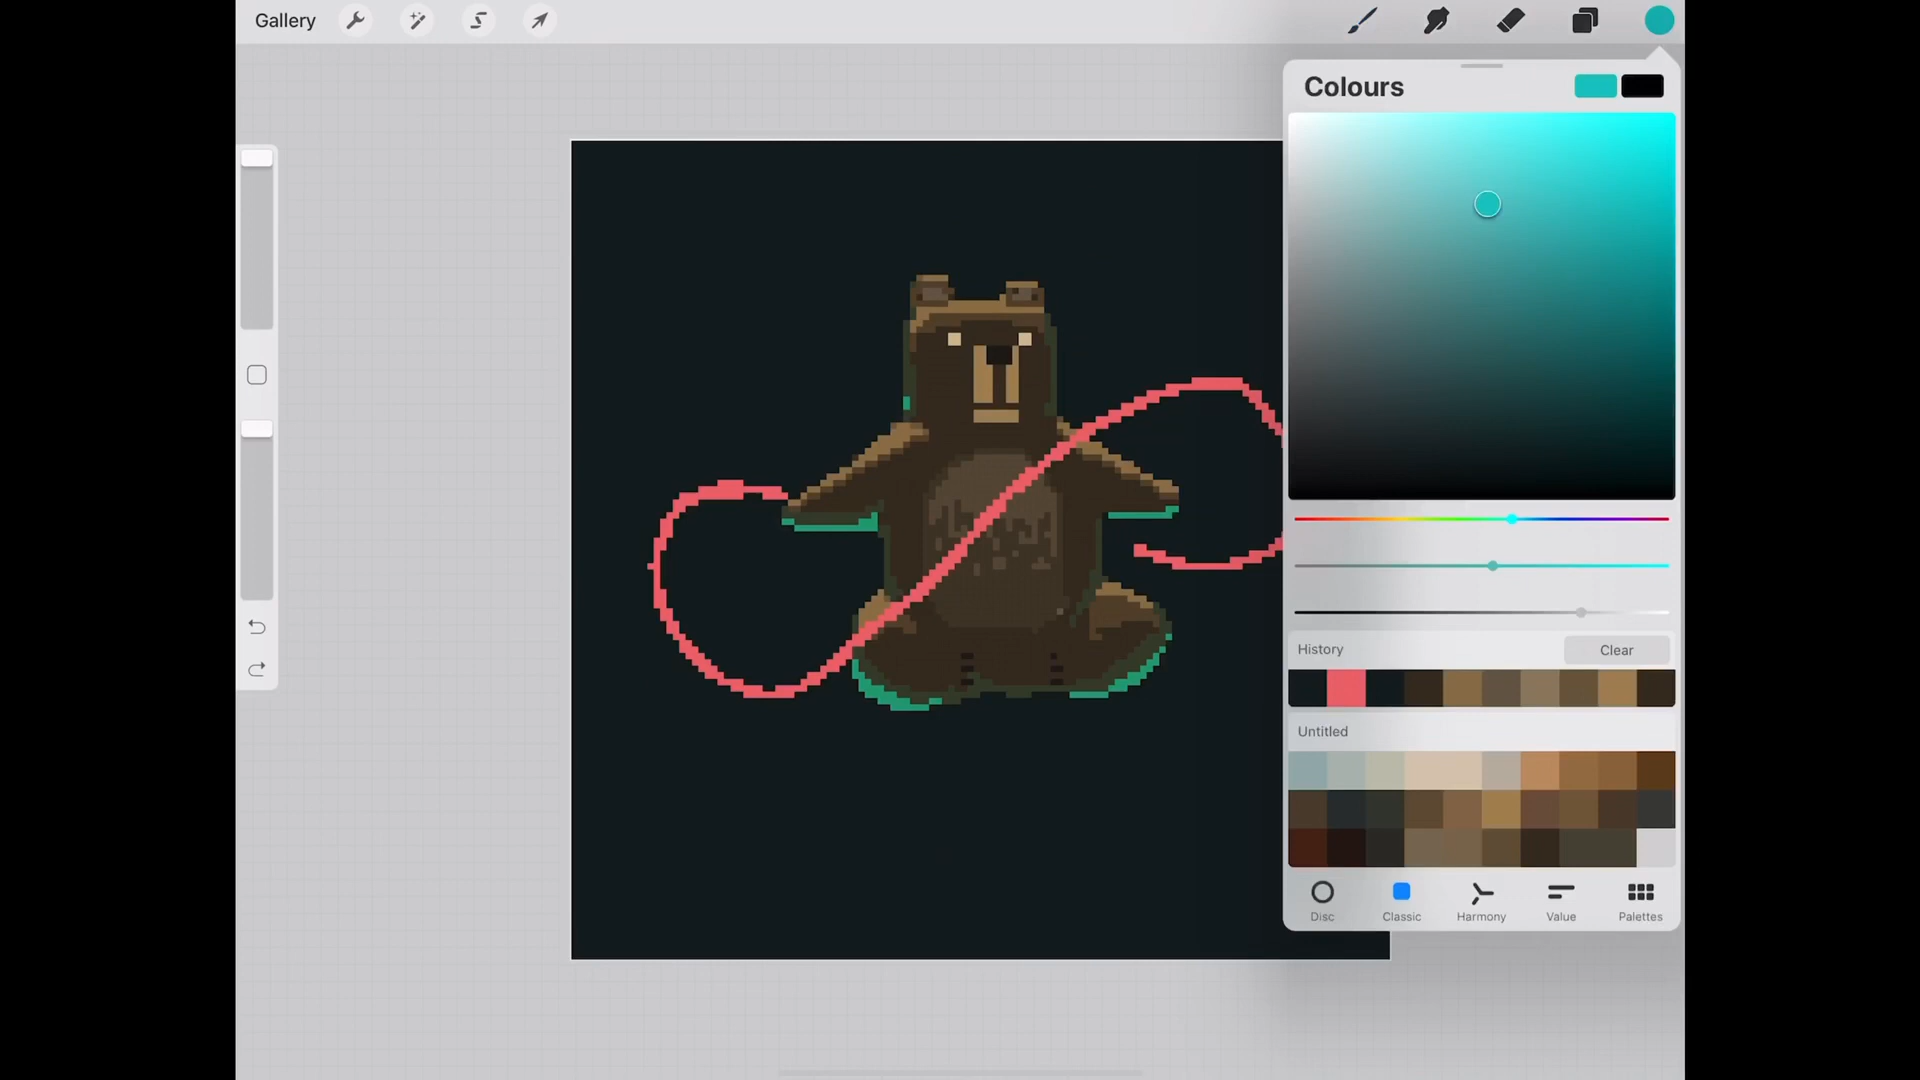 Gallery
Colours
History
Clear
Untitled
Disc
Classic
Harmony
Value
Palettes